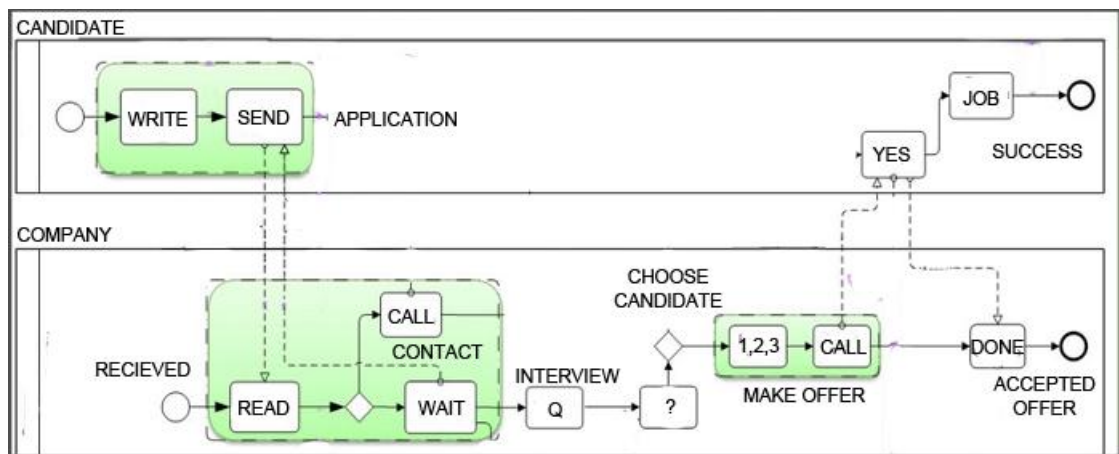 CANDIDATE
WRITE
SEND
APPLICATION
JOB
YES
SUCCESS
COMPANY
CHOOSE
CANDIDATE
CALL
CONTACT
RECIEVED
READ
WAIT
INTERVIEW
Q
?
1,2,3
CALL
MAKE OFFER
DONE
ACCEPTED
OFFER